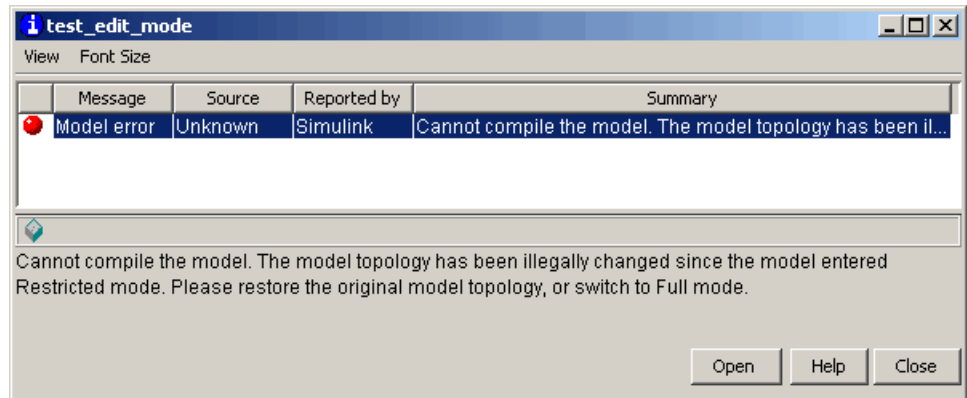 test_edit_mode
View Font Size
Message Source Reported by Summary
Model error Unknown Simulink Cannot compile the model. The model topology has been il...
Cannot compile the model. The model topology has been illegally changed since the model entered
Restricted mode. Please restore the original model topology, or switch to Full mode.
Open Help Close